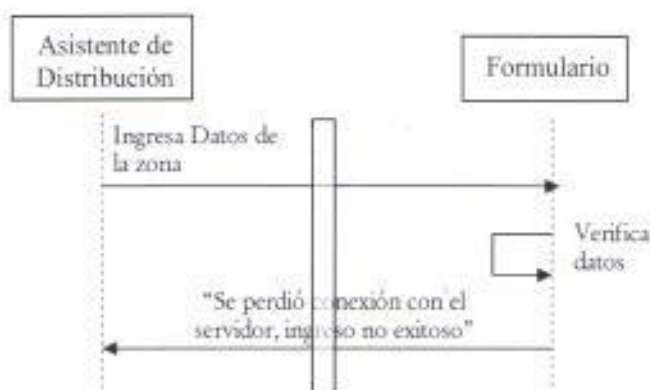 Asistente de
Distribución
Formulario
Ingresa Datos de
la zona
Verifica
datos
"Se perdió conexión con el
servidor, ingreso no exitoso"